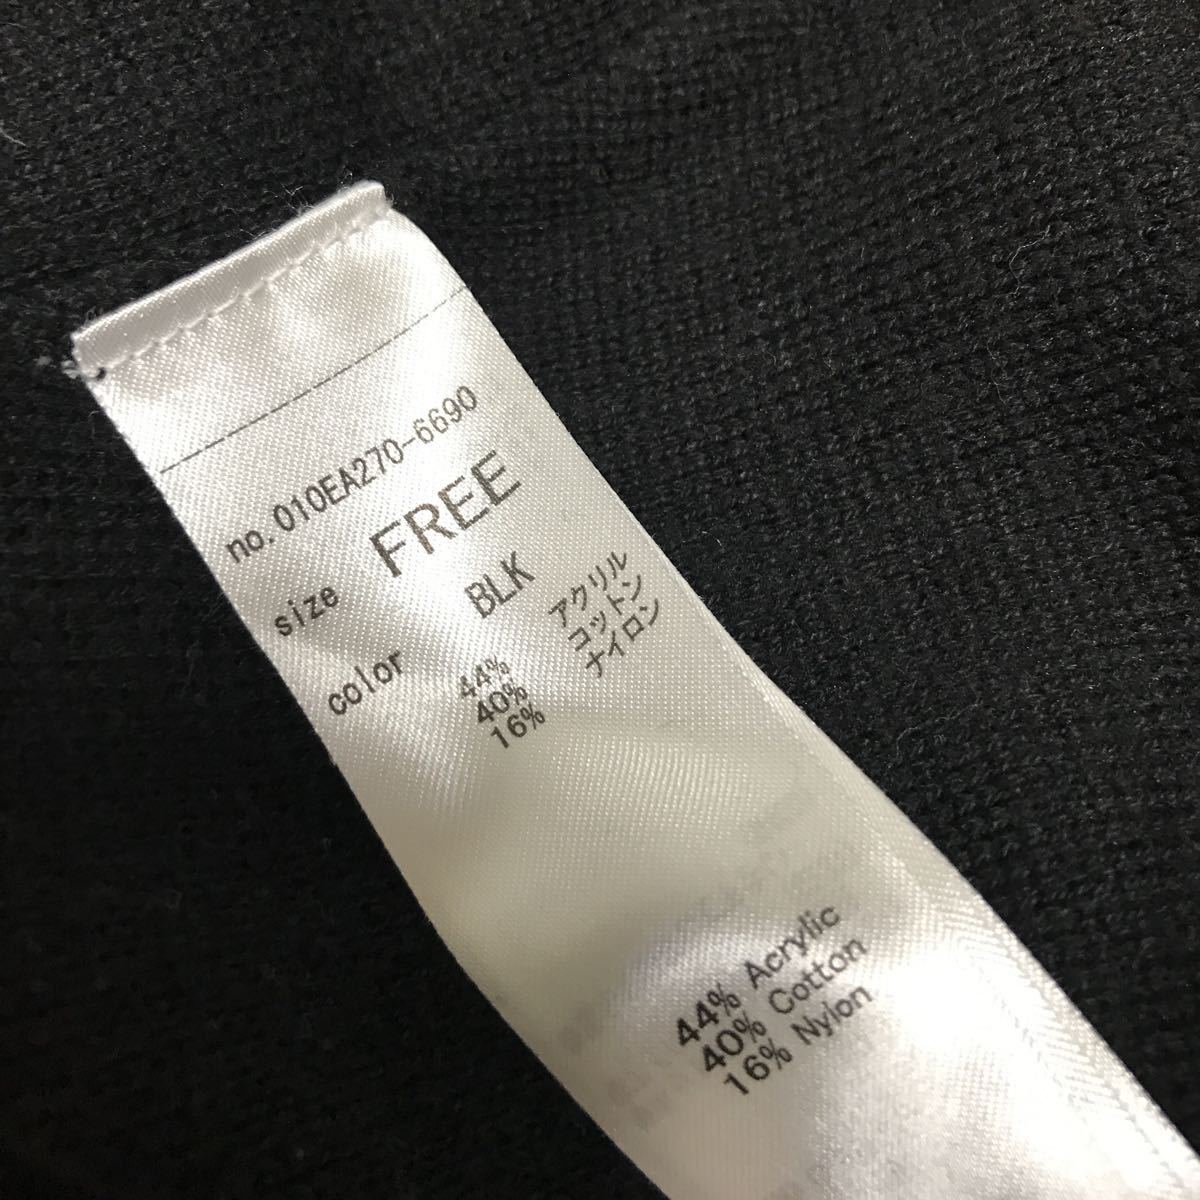 no.010EA270-6690
size FREE
color BLK
44% アクリル
40% コットン
16% ナイロン
44% Acrylic
40% Cotton
16% Nylon